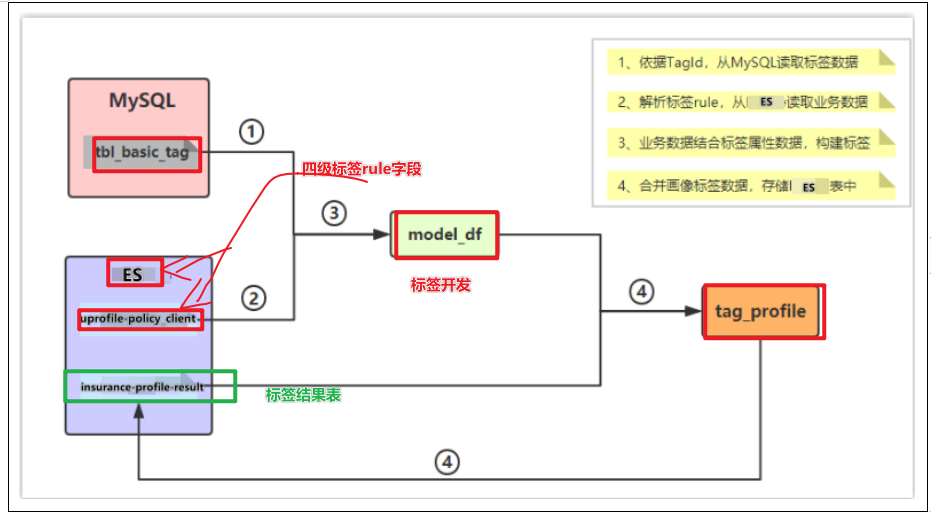 MySQL
tbl_basic_tag
①
四级标签rule字段
③
model_df
标签开发
ES
uprofile-policy_client
②
④
tag_profile
insurance-profile-result
标签结果表
④
1、依据TagId，从MySQL读取标签数据
2、解析标签rule，从 ES 读取业务数据
3、业务数据结合标签属性数据，构建标签
4、合并画像标签数据，存储 ES 表中